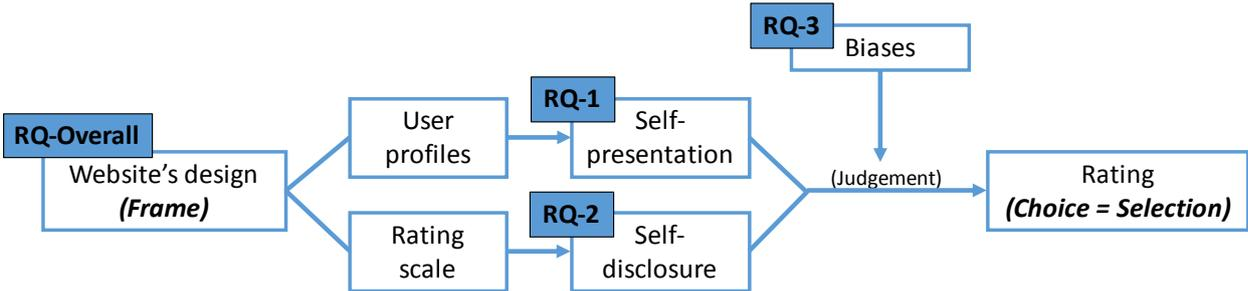 RQ-Overall
Website’s design
(Frame)
User
profiles
Rating
scale
RQ-1
Self-
presentation
RQ-2
Self-
disclosure
RQ-3
Biases
(Judgement)
Rating
(Choice = Selection)